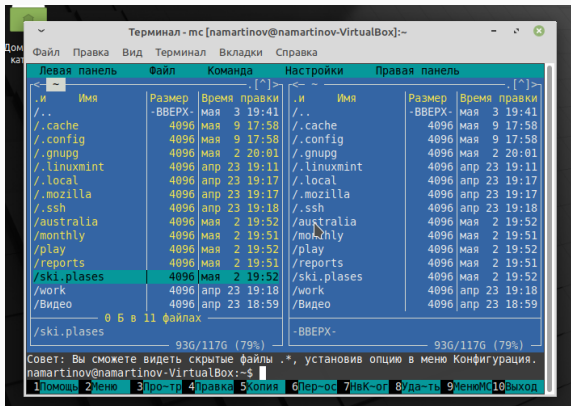 Терминал - mc [namartinov@namartinov-VirtualBox]:~
Файл Правка Вид Терминал Вкладки Справка
Левая панель Файл Команда Настройки Правая панель
<- ~ .[^]> <- ~ .[^]>
.и Имя Размер Время правки .и Имя Размер Время правки
/.. -ВВЕРХ- мая 3 19:41 /.. -ВВЕРХ- мая 3 19:41
/.cache 4096 мая 9 17:58 /.cache 4096 мая 9 17:58
/.config 4096 мая 9 17:58 /.config 4096 мая 9 17:58
/.gnupg 4096 мая 2 20:01 /.gnupg 4096 мая 2 20:01
/.linuxmint 4096 апр 23 19:11 /.linuxmint 4096 апр 23 19:11
/.local 4096 апр 23 19:17 /.local 4096 апр 23 19:17
/.mozilla 4096 апр 23 19:17 /.mozilla 4096 апр 23 19:17
/.ssh 4096 апр 23 19:18 /.ssh 4096 апр 23 19:18
/australia 4096 мая 2 19:52 /australia 4096 мая 2 19:52
/monthly 4096 мая 2 19:51 /monthly 4096 мая 2 19:51
/play 4096 мая 2 19:52 /play 4096 мая 2 19:52
/reports 4096 мая 2 19:51 /reports 4096 мая 2 19:51
/ski.plases 4096 мая 2 19:52 /ski.plases 4096 мая 2 19:52
/work 4096 апр 23 19:18 /work 4096 апр 23 19:18
/Видео 4096 апр 23 18:59 /Видео 4096 апр 23 18:59
0 Б в 11 файлах
/ski.plases -ВВЕРХ-
93G/117G (79%) 93G/117G (79%)
Совет: Вы сможете видеть скрытые файлы .*, установив опцию в меню Конфигурация.
namartinov@namartinov-VirtualBox:~$
1Помощь 2Меню 3Про~тр 4Правка 5Копия 6Пер~ос 7НвК~ог 8Уда~ть 9МенюМС 10Выход